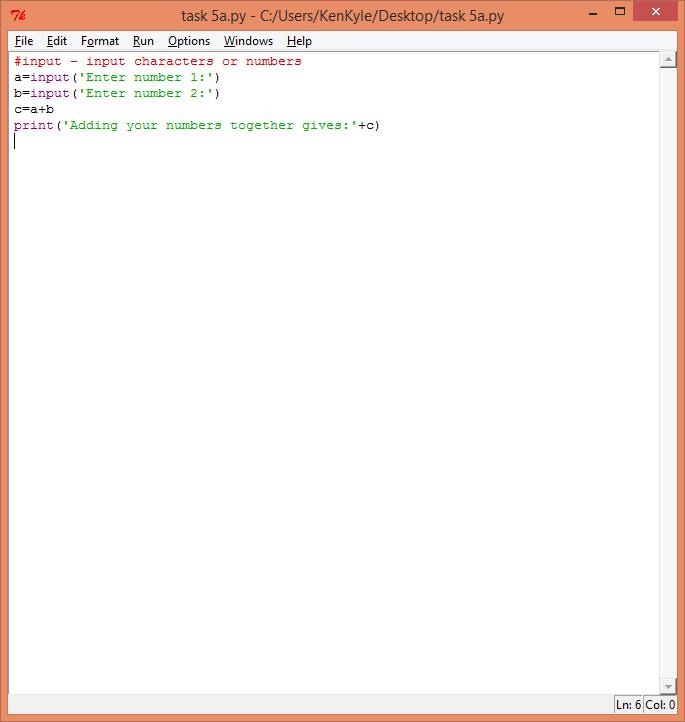 task 5a.py - C:/Users/KenKyle/Desktop/task 5a.py
File Edit Format Run Options Windows Help
#input - input characters or numbers
a=input('Enter number 1:')
b=input('Enter number 2:')
c=a+b
print('Adding your numbers together gives:'+c)
Ln: 6 Col: 0